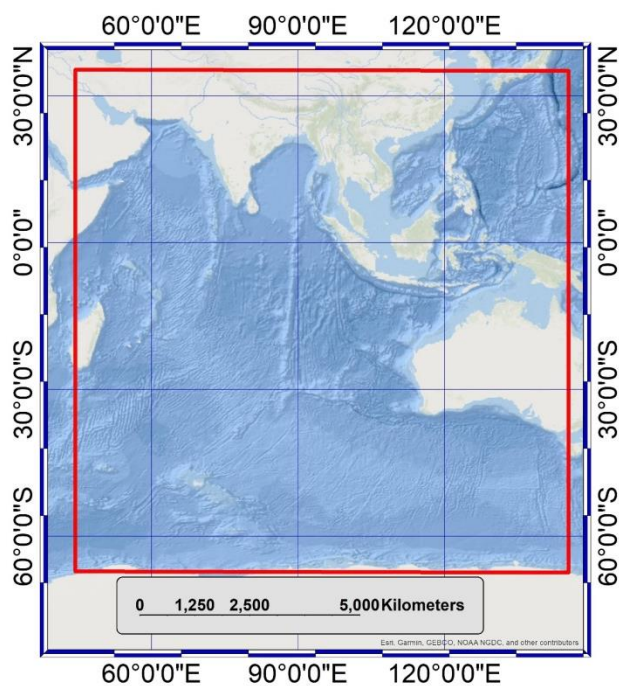 60°0'0"E 90°0'0"E 120°0'0"E
30°0'0"N 30°0'0"N
0°0'0" 0°0'0"
30°0'0"S 30°0'0"S
60°0'0"S 60°0'0"S
0 1,250 2,500 5,000 Kilometers
Esri, Garmin, GEBCO, NOAA NGDC, and other contributors
60°0'0"E 90°0'0"E 120°0'0"E